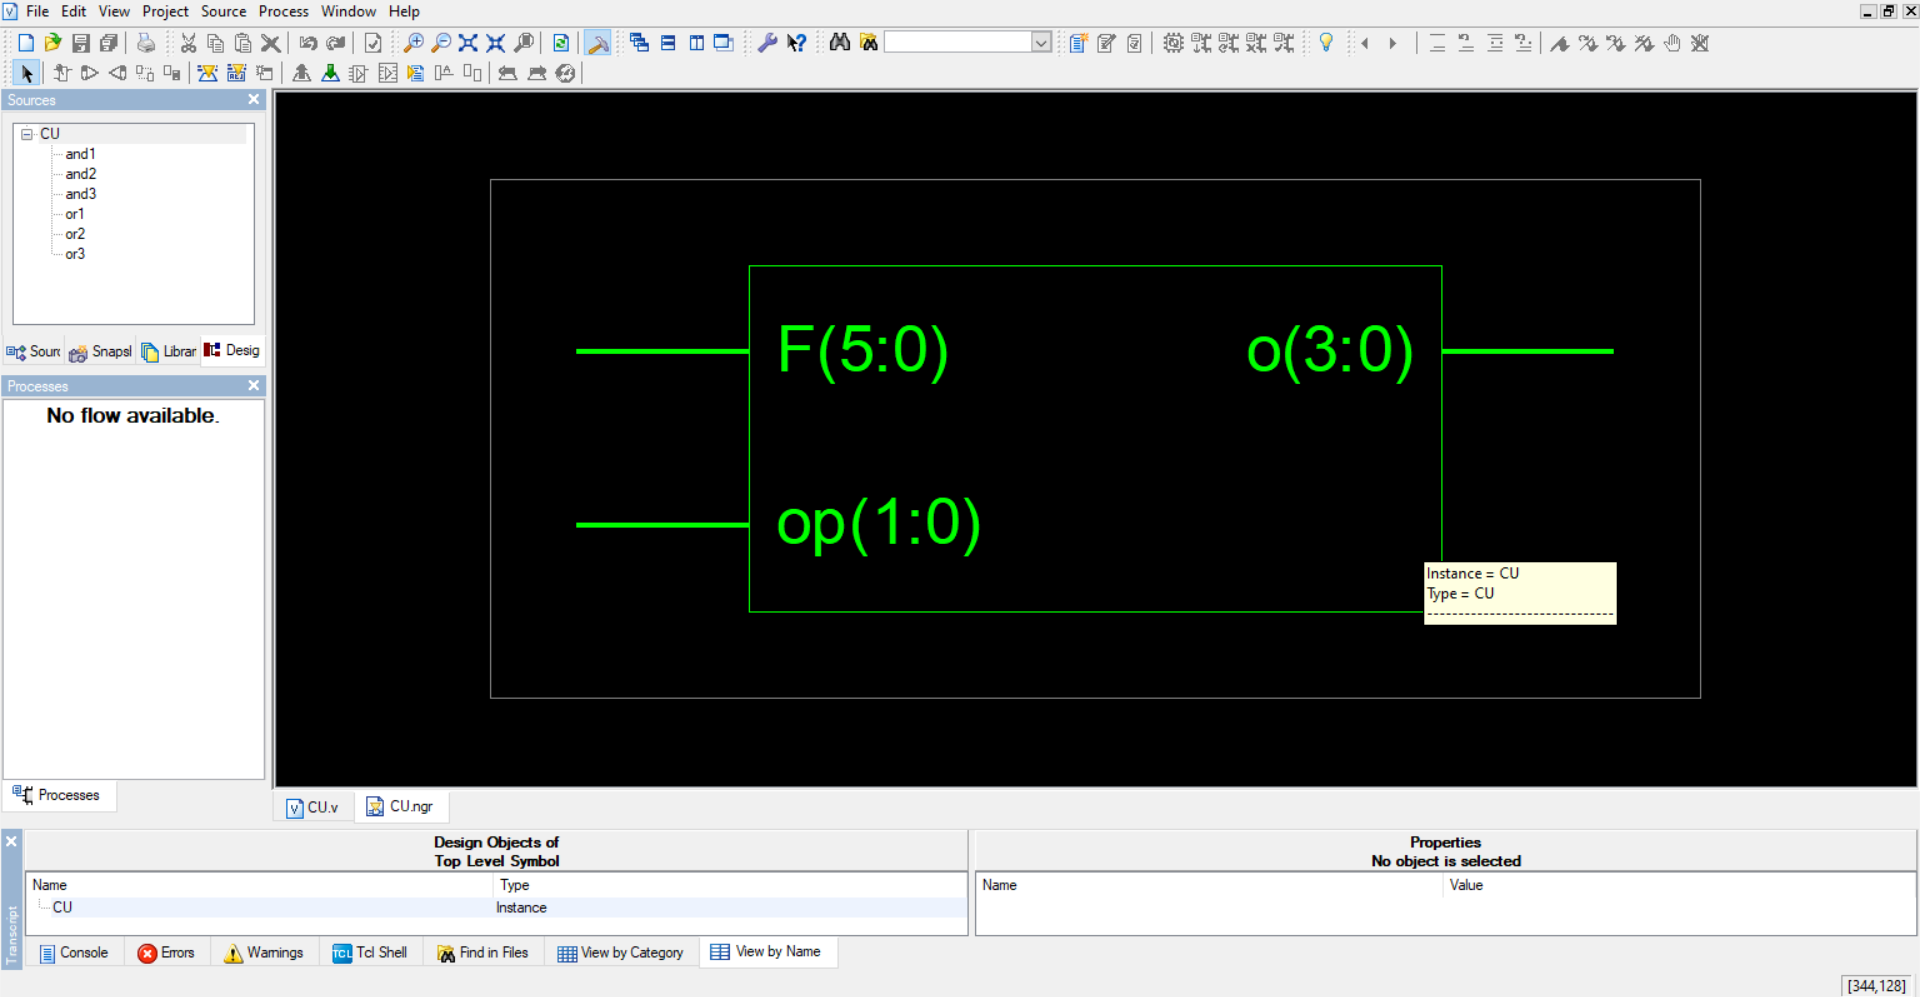 File Edit View Project Source Process Window Help
Sources
CU
and1
and2
and3
or1
or2
or3
Sour Snapsl Librar Desig
Processes
No flow available.
Processes
F(5:0) o(3:0)
op(1:0)
Instance = CU
Type = CU
CU.v CU.ngr
Transcript
Design Objects of
Top Level Symbol
Name Type
CU Instance
Properties
No object is selected
Name Value
Console Errors Warnings TCL Tcl Shell Find in Files View by Category View by Name
[344,128]